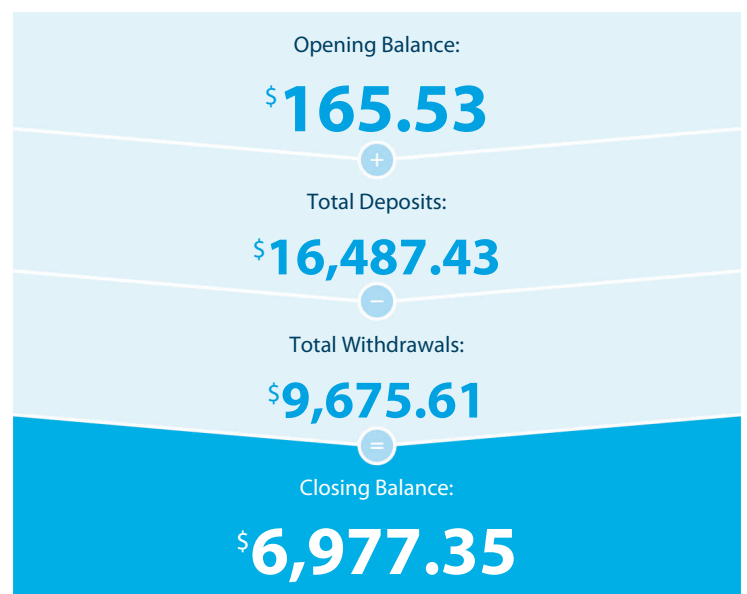 Opening Balance:
$165.53
+
Total Deposits:
$16,487.43
−
Total Withdrawals:
$9,675.61
=
Closing Balance:
$6,977.35